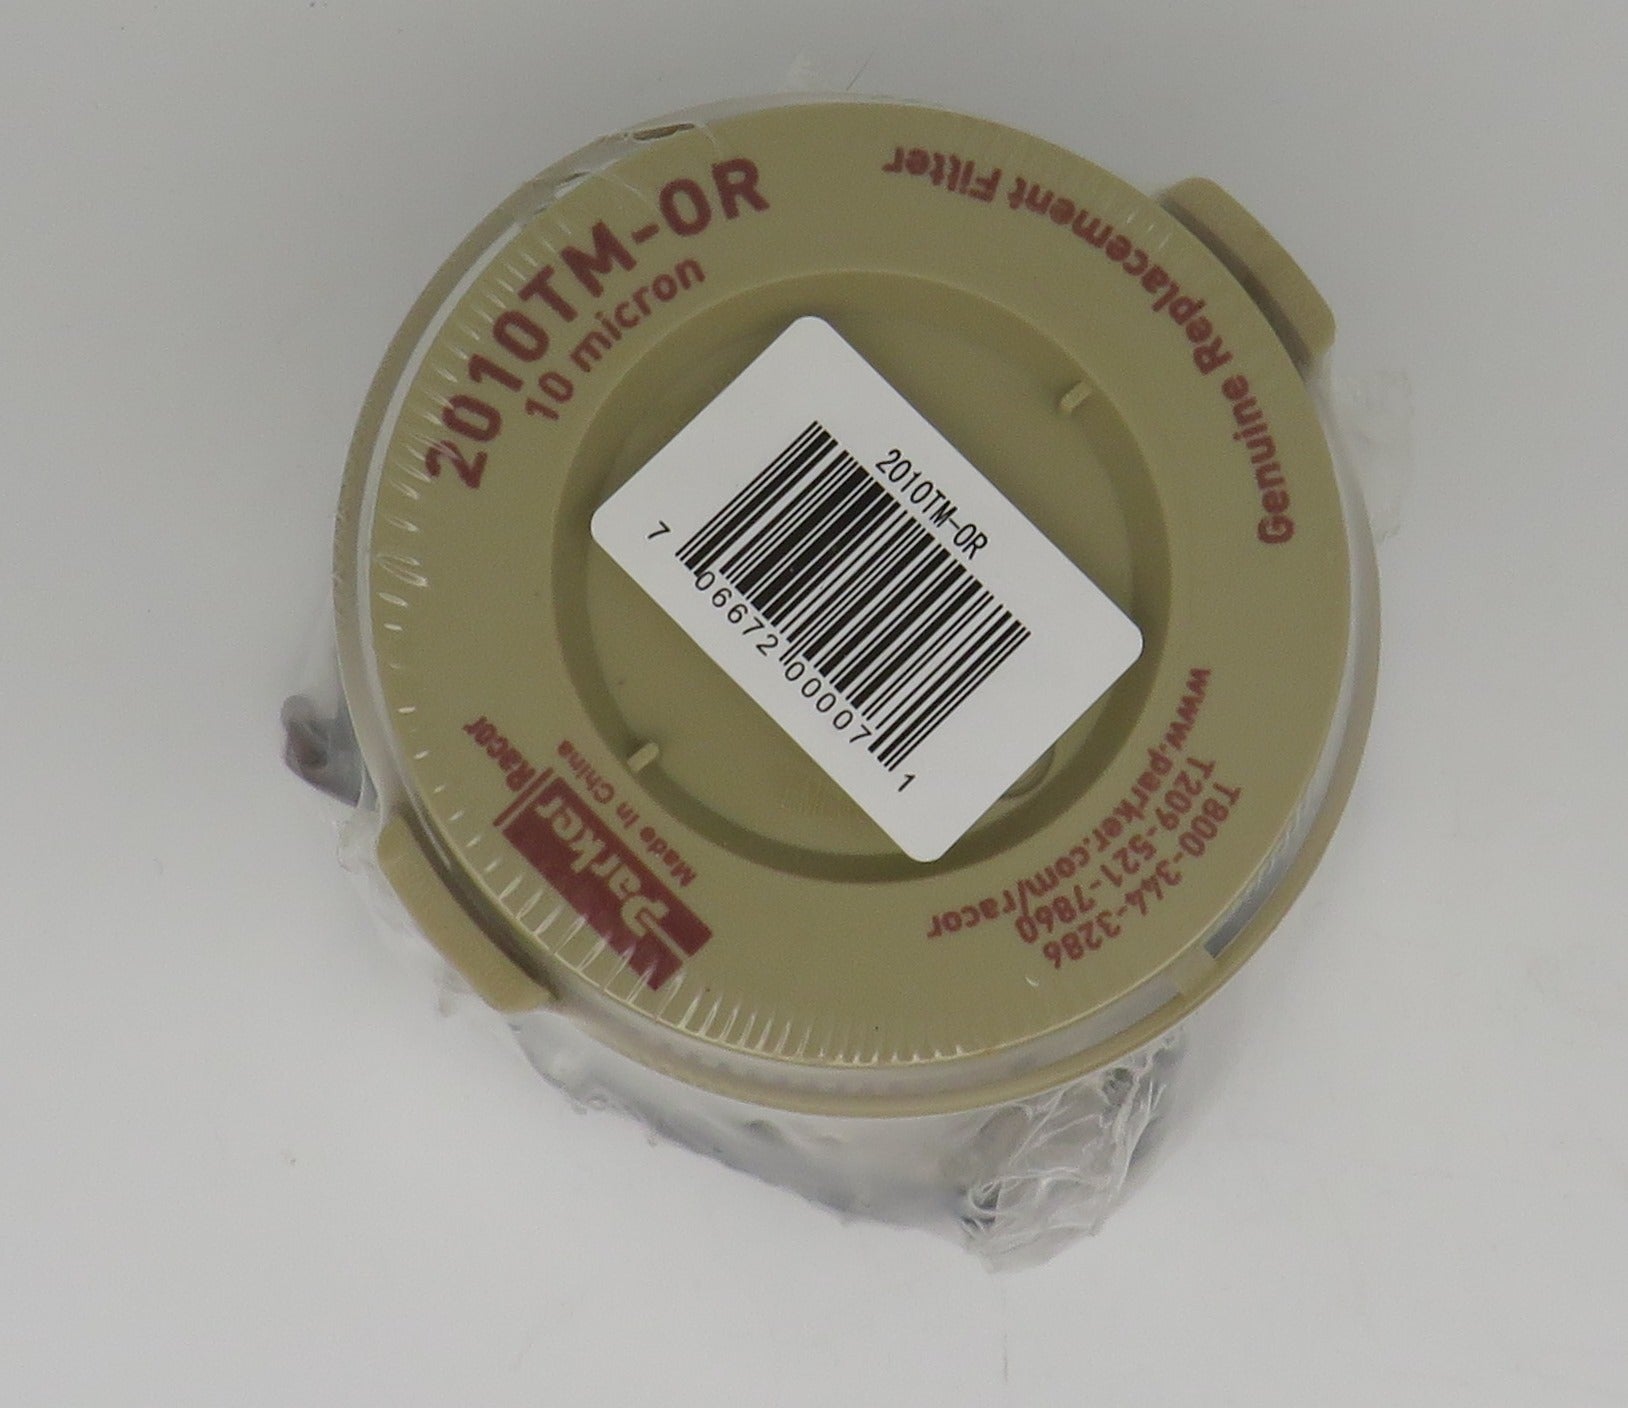 2010TM-OR
10 micron
Genuine Replacement Filter
2010TM-OR
7 06672 00007 1
www.parker.com/racor
T209-521-7860
T800-344-3286
Parker Racor
Made in China